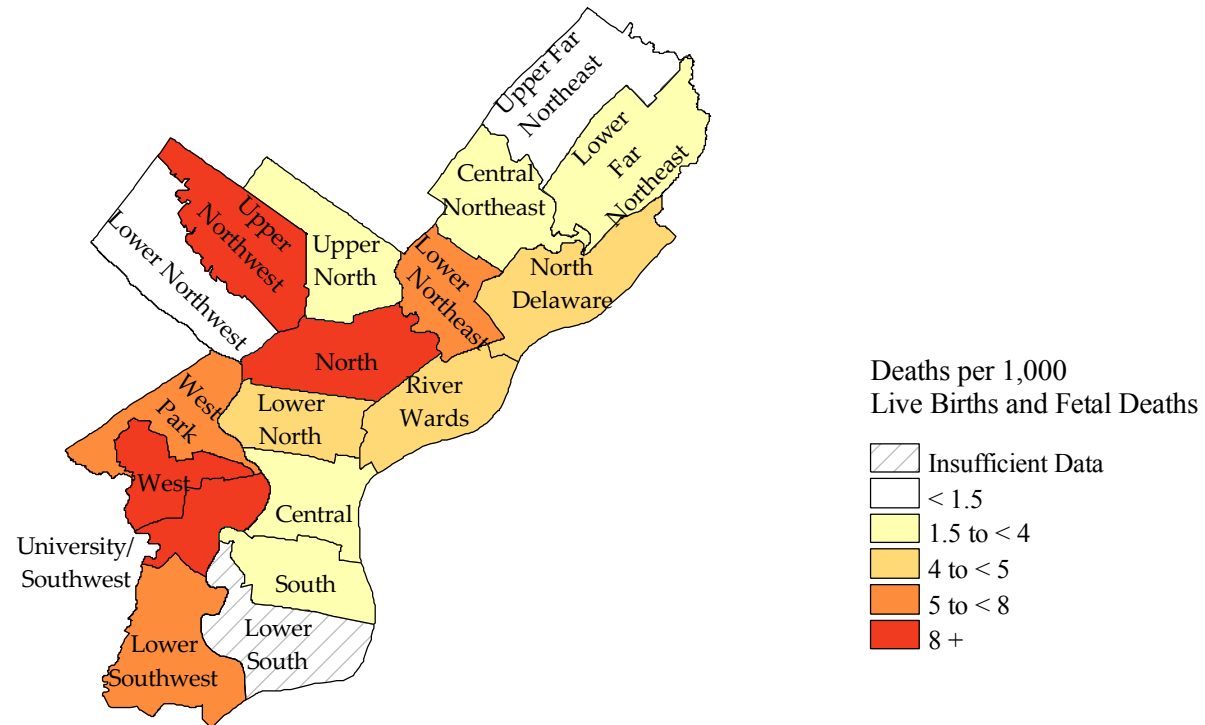 Upper Far
Northeast
Lower
Far
Northeast
Central
Northeast
Upper
Northwest
Lower Northwest
Upper
North
Lower
Northeast
North
Delaware
North
West
Park
Lower
North
River
Wards
West
Central
University/
Southwest
South
Lower
South
Lower
Southwest
Deaths per 1,000
Live Births and Fetal Deaths
Insufficient Data
< 1.5
1.5 to < 4
4 to < 5
5 to < 8
8 +